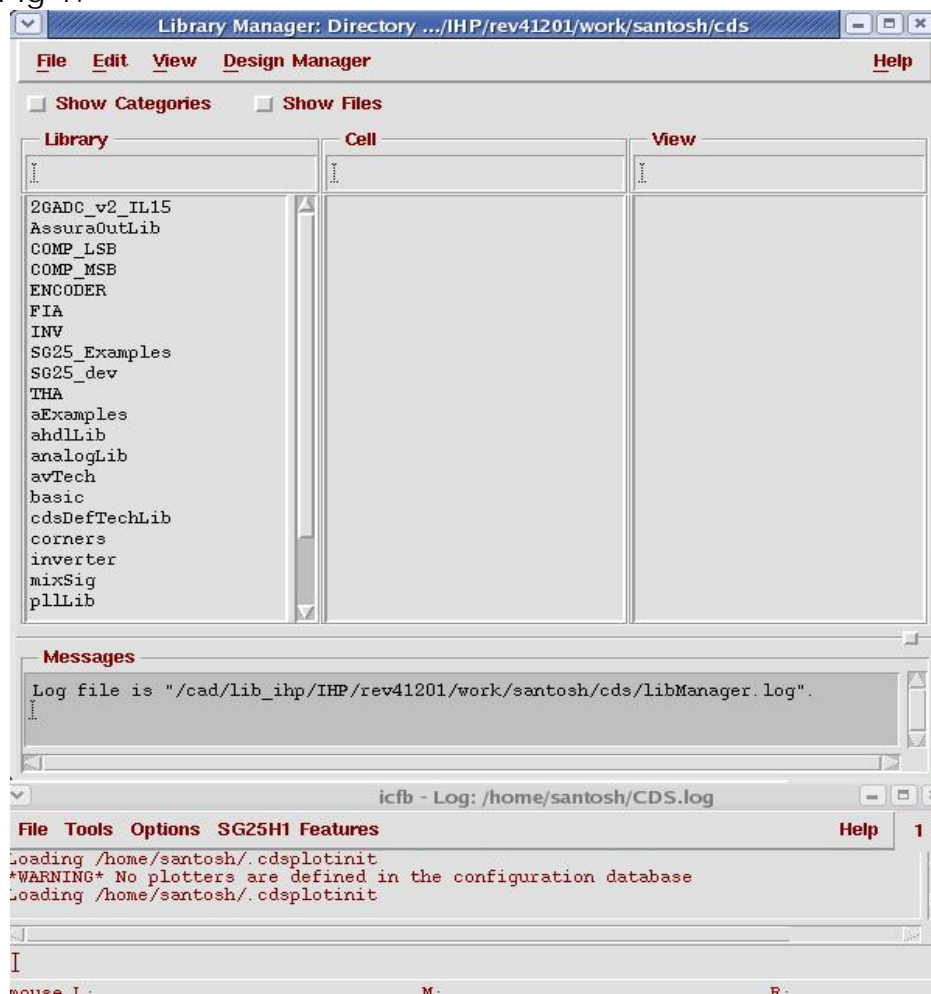 Library Manager: Directory .../IHP/rev41201/work/santosh/cds
File Edit View Design Manager Help
Show Categories Show Files
Library Cell View
2GADC_v2_IL15
AssuraOutLib
COMP_LSB
COMP_MSB
ENCODER
FIA
INV
SG25_Examples
SG25_dev
THA
aExamples
ahdlLib
analogLib
avTech
basic
cdsDefTechLib
corners
inverter
mixSig
pllLib
Messages
Log file is "/cad/lib_ihp/IHP/rev41201/work/santosh/cds/libManager.log".
icfb - Log: /home/santosh/CDS.log
File Tools Options SG25H1 Features Help 1
Loading /home/santosh/.cdsplotinit
*WARNING* No plotters are defined in the configuration database
Loading /home/santosh/.cdsplotinit
mouse L: M: R: